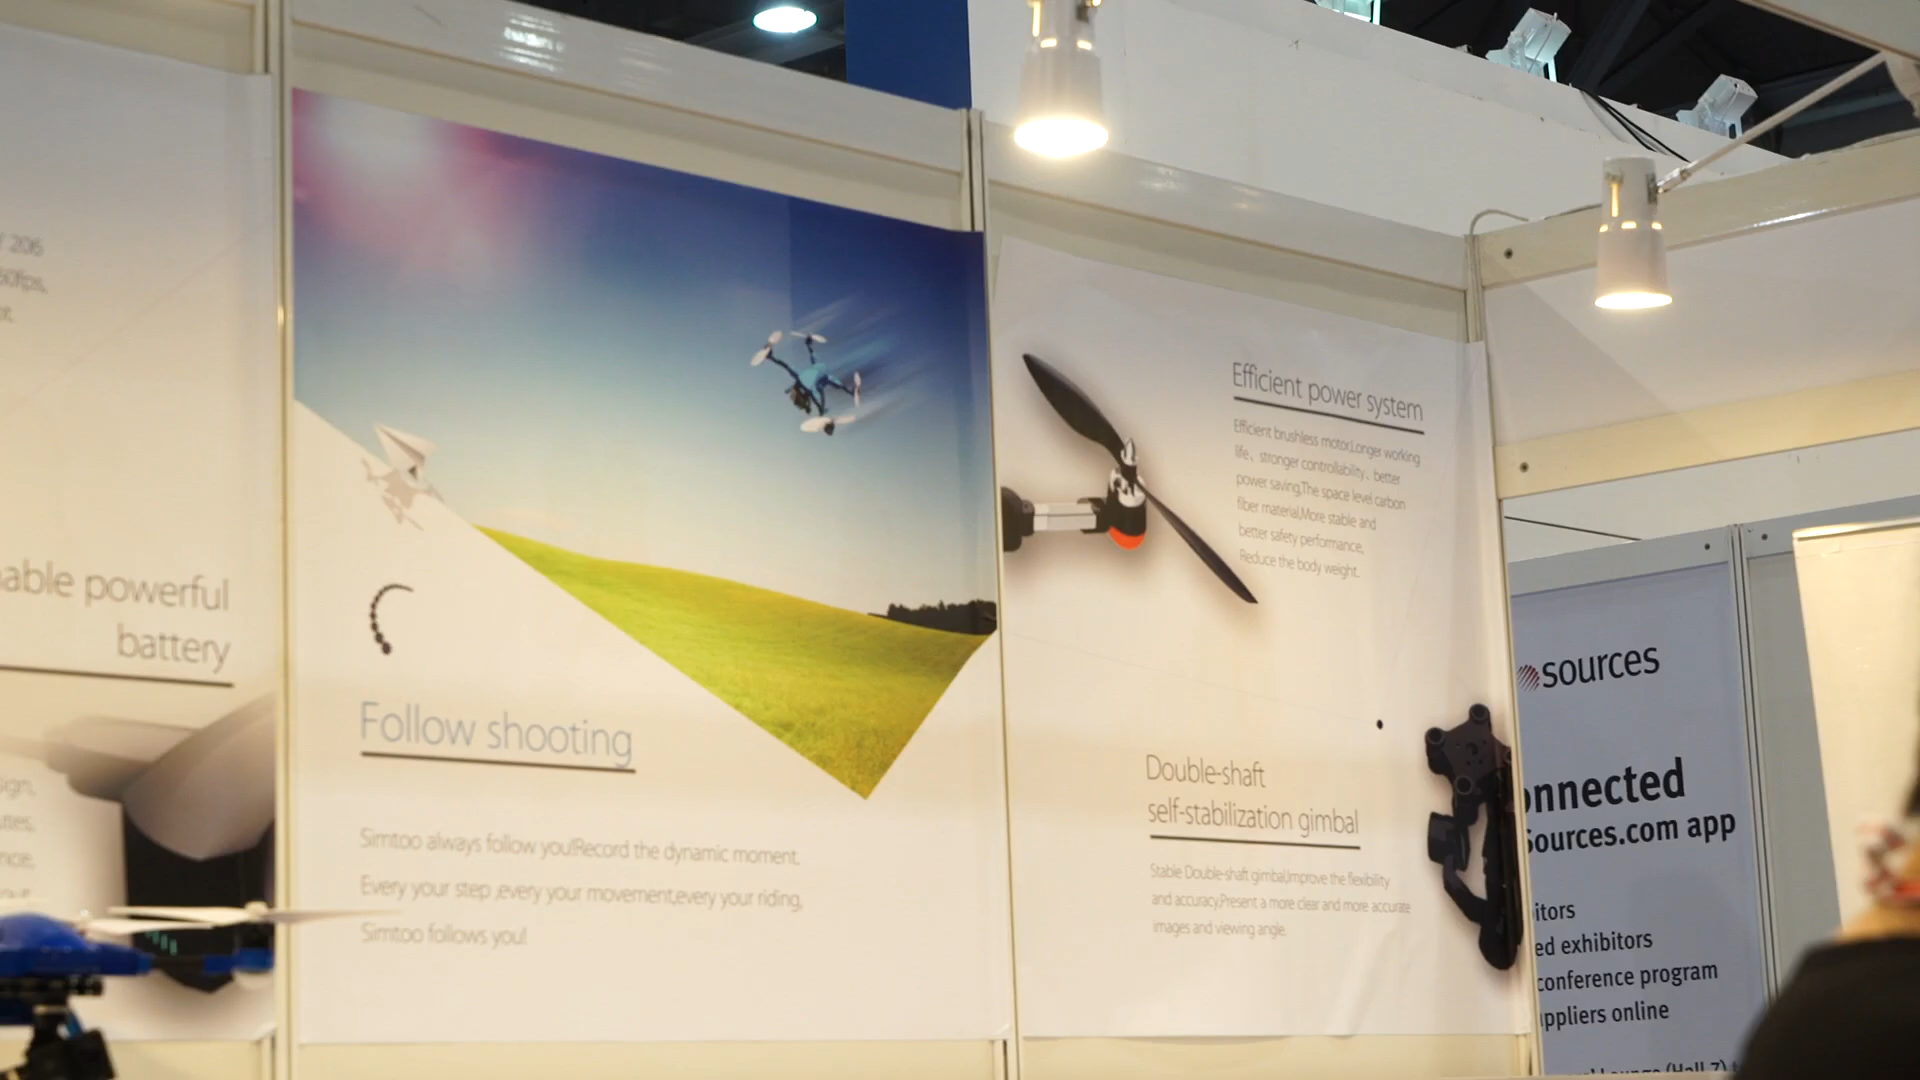 206
powerful
battery
Follow shooting
Simtoo always follow you!Record the dynamic moment.
Every your step ,every your movement,every your riding,
Simtoo follows you!
Efficient power system
Efficient brushless motor,Longer working
life、stronger controllability、better
power saving,The space level carbon
fiber material,More stable and
better safety performance,
Reduce the body weight.
Double-shaft
self-stabilization gimbal
Stable Double-shaft gimbal,Improve the flexibility
and accuracy,Present a more clear and more accurate
images and viewing angle.
sources
onnected
Sources.com app
itors
ed exhibitors
conference program
ppliers online
(Hall 7)